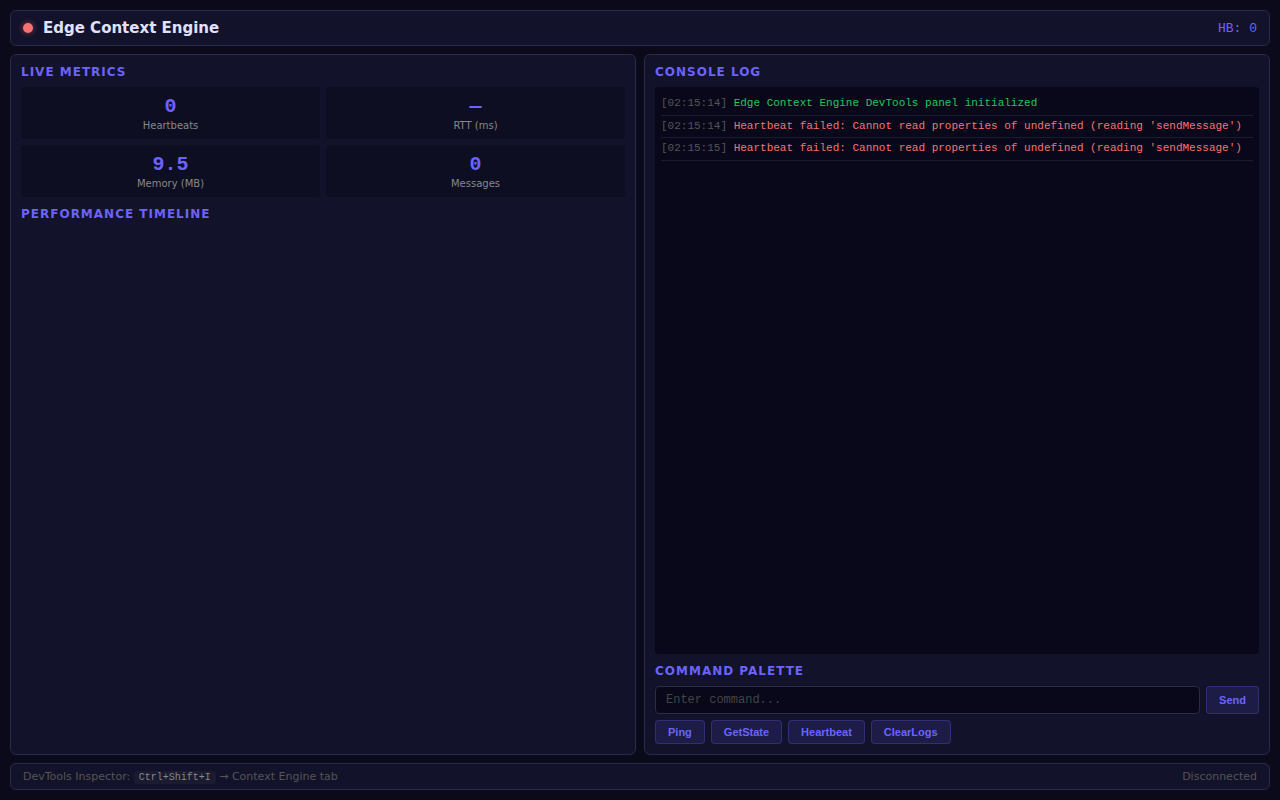 Edge Context Engine
HB: 0
LIVE METRICS
0
Heartbeats
—
RTT (ms)
9.5
Memory (MB)
0
Messages
PERFORMANCE TIMELINE
CONSOLE LOG
[02:15:14] Edge Context Engine DevTools panel initialized
[02:15:14] Heartbeat failed: Cannot read properties of undefined (reading 'sendMessage')
[02:15:15] Heartbeat failed: Cannot read properties of undefined (reading 'sendMessage')
COMMAND PALETTE
Enter command...
Send
Ping
GetState
Heartbeat
ClearLogs
DevTools Inspector: Ctrl+Shift+I → Context Engine tab
Disconnected